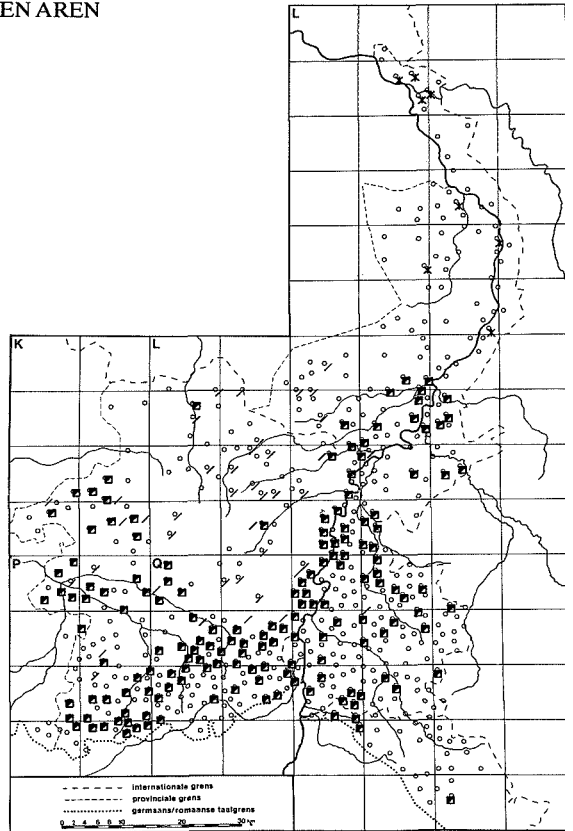 EN AREN
L
K
L
P
Q
internationale grens
provinciale grens
germaans/romaanse taalgrens
0 2 4 6 8 10 20 30